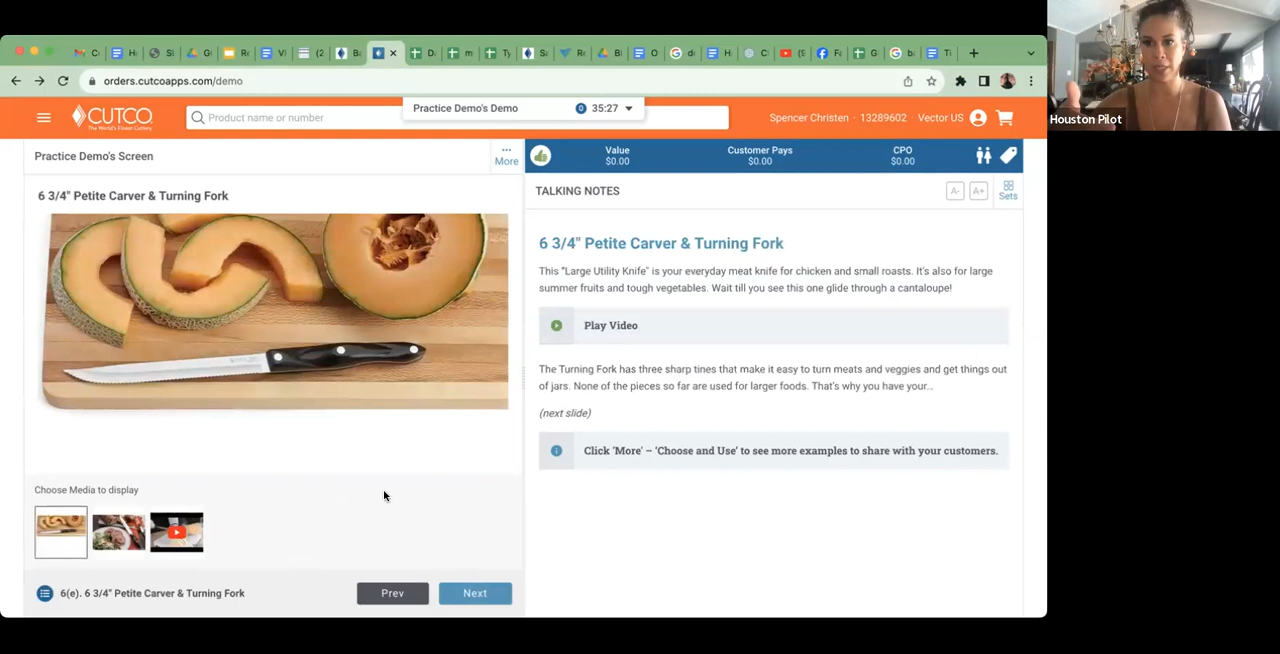 C
H
St
G
R
V
(2
B
D
m
Ty
S
R
B
O
d
H
C
(9
F
G
b
Ti
orders.cutcoapps.com/demo
Practice Demo's Demo 0 35:27
CUTCO
The World's Finest Cutlery
Product name or number
Spencer Christen · 13289602 Vector US
Houston Pilot
Practice Demo's Screen
...
More
Value
$0.00
Customer Pays
$0.00
CPO
$0.00
6 3/4" Petite Carver & Turning Fork
TALKING NOTES
A-
A+
Sets
6 3/4" Petite Carver & Turning Fork
This "Large Utility Knife" is your everyday meat knife for chicken and small roasts. It's also for large
summer fruits and tough vegetables. Wait till you see this one glide through a cantaloupe!
Play Video
The Turning Fork has three sharp tines that make it easy to turn meats and veggies and get things out
of jars. None of the pieces so far are used for larger foods. That's why you have your...
(next slide)
Click 'More' – 'Choose and Use' to see more examples to share with your customers.
Choose Media to display
6(e). 6 3/4" Petite Carver & Turning Fork
Prev
Next